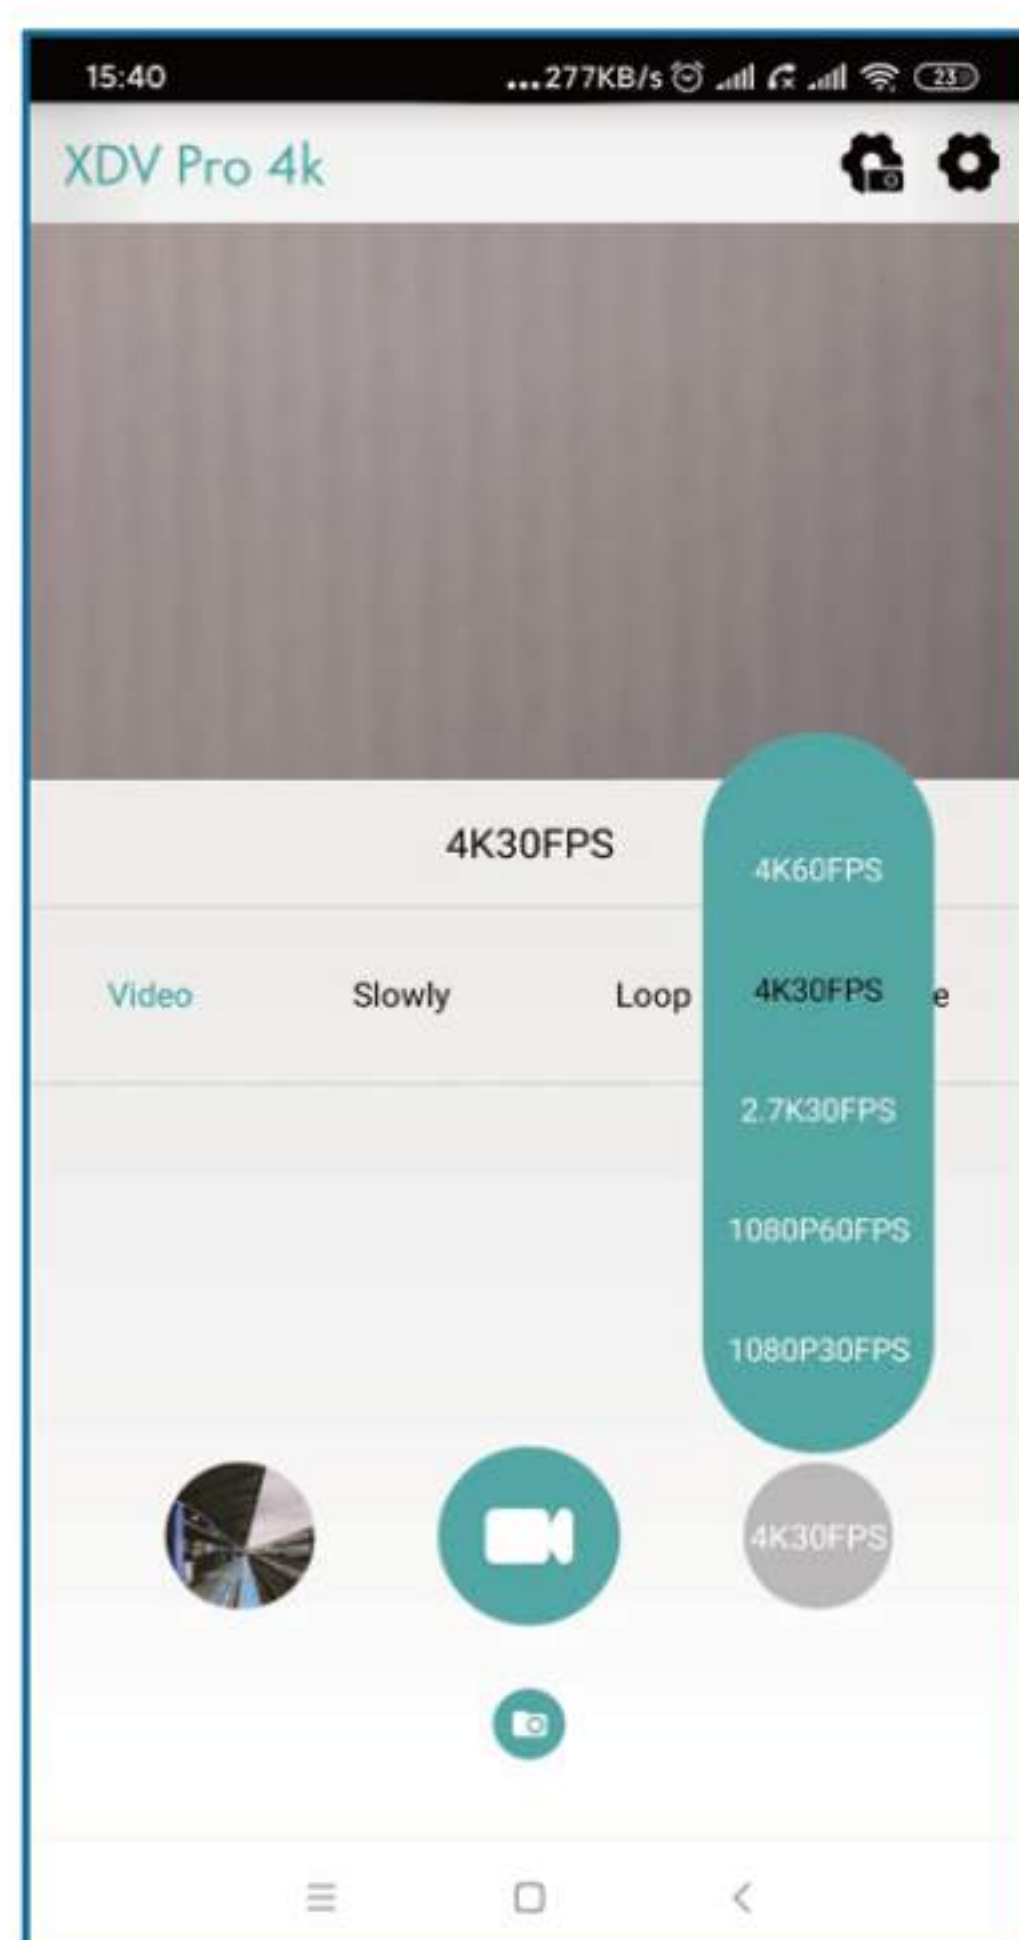 15:40 ...277KB/s 23
XDV Pro 4k
4K30FPS
4K60FPS
Video Slowly Loop 4K30FPS e
2.7K30FPS
1080P60FPS
1080P30FPS
4K30FPS